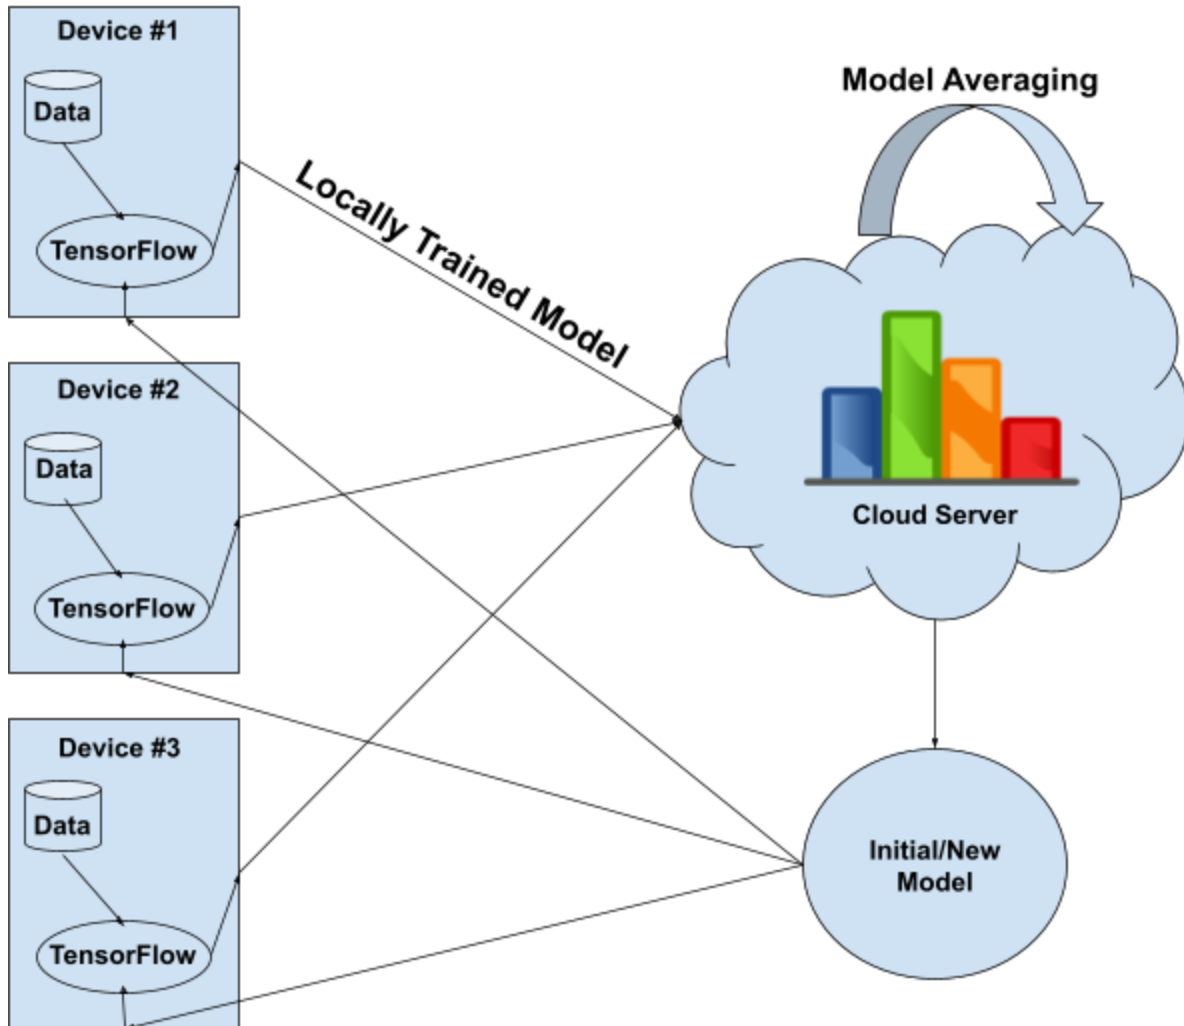 Device #1
Data
TensorFlow
Device #2
Data
TensorFlow
Device #3
Data
TensorFlow
Locally Trained Model
Model Averaging
Cloud Server
Initial/New
Model